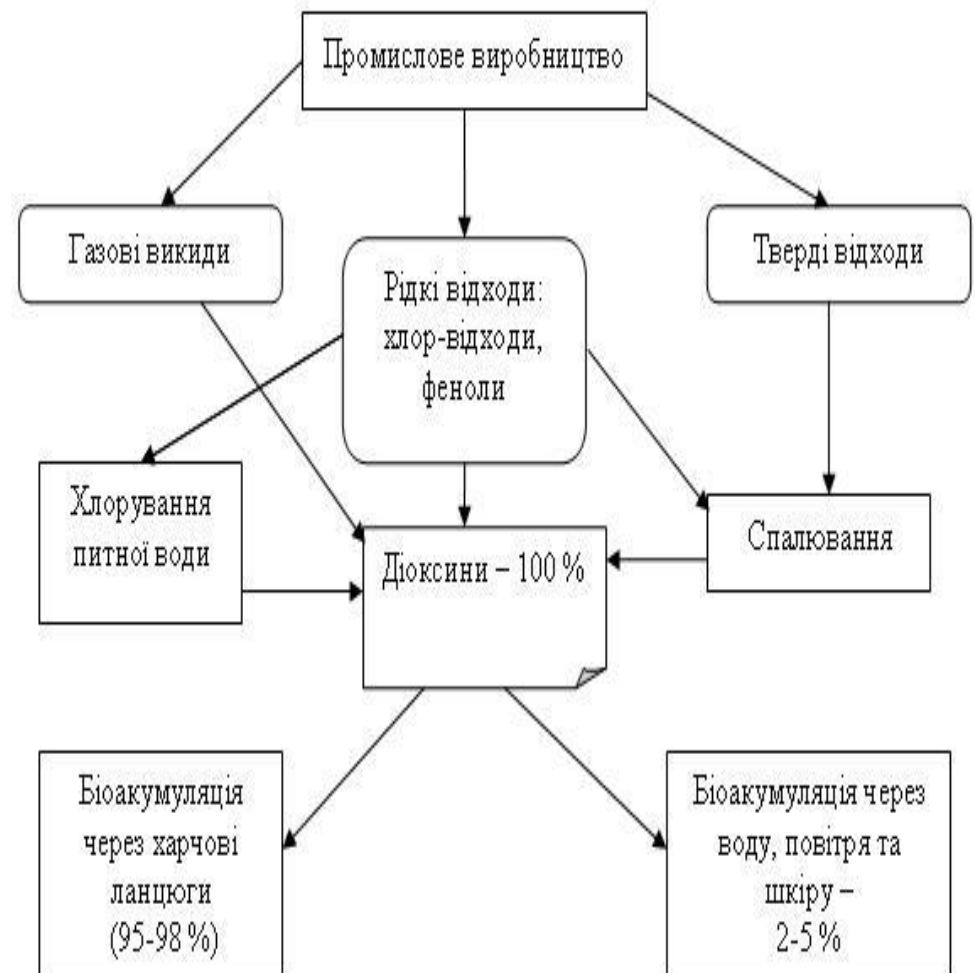 Промислове виробництво
Газові викиди
Рідкі відходи:
хлор-відходи,
феноли
Тверді відходи
Хлорування
питної води
Діоксини – 100 %
Спалювання
Біоакумуляція
через харчові
ланцюги
(95-98 %)
Біоакумуляція через
воду, повітря та
шкіру –
2-5 %